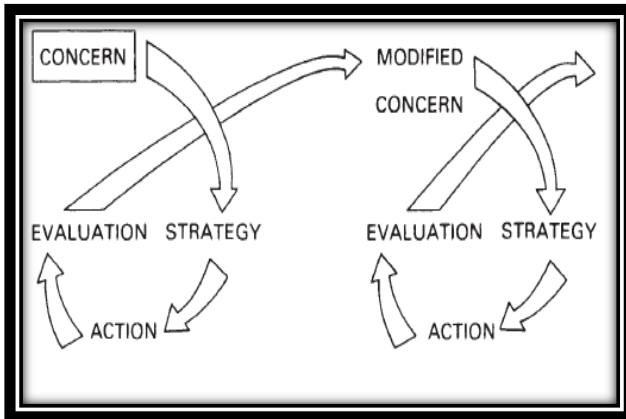 CONCERN
MODIFIED
CONCERN
EVALUATION STRATEGY
EVALUATION STRATEGY
ACTION
ACTION